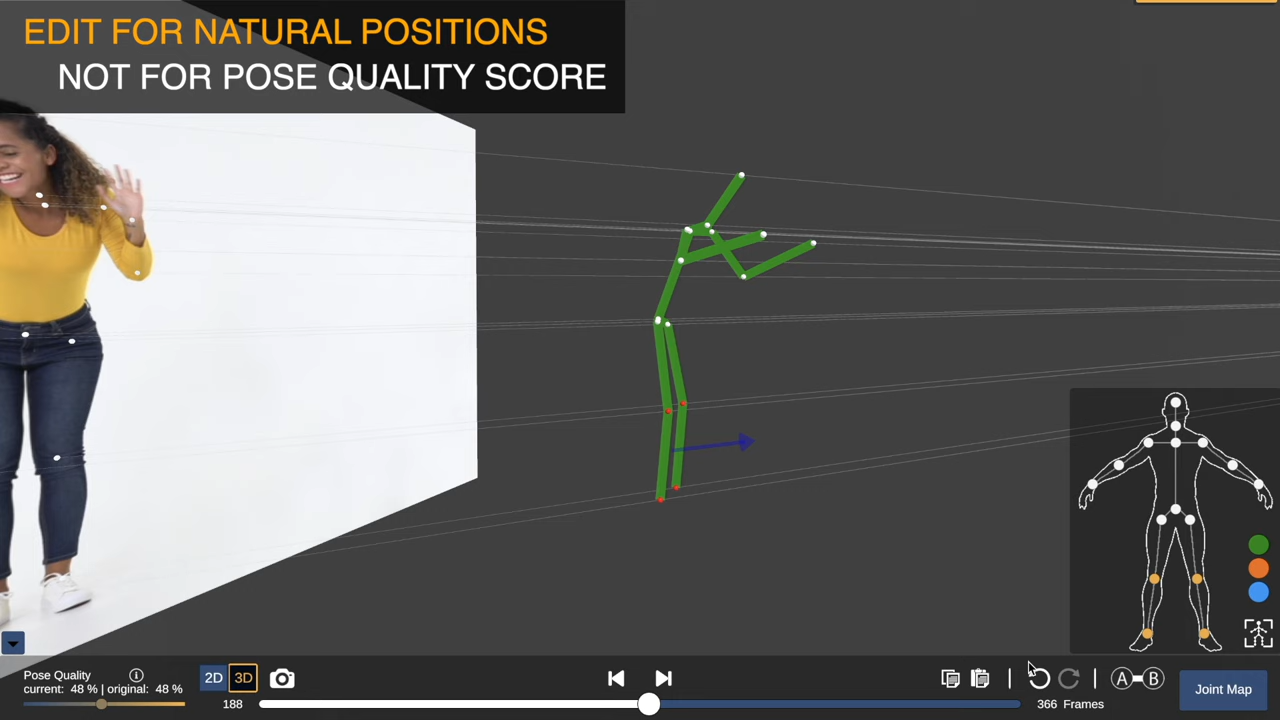 EDIT FOR NATURAL POSITIONS
NOT FOR POSE QUALITY SCORE
Pose Quality
current: 48 % | original: 48 %
2D 3D
A B
Joint Map
188
366 Frames